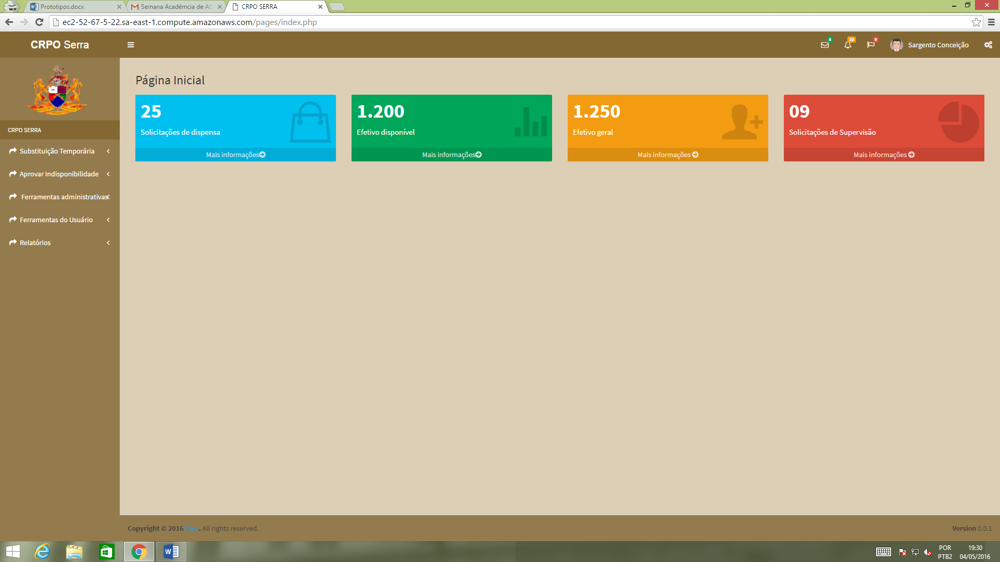 Prototipos.docx
Semana Acadêmcia de AD
CRPO SERRA
ec2-52-67-5-22.sa-east-1.compute.amazonaws.com/pages/index.php
CRPO Serra
4
10
9
Sargento Conceição
CRPO SERRA
Substituição Temporária
Aprovar Indisponibilidade
Ferramentas administrativas
Ferramentas do Usuário
Relatórios
Página Inicial
25
Solicitações de dispensa
Mais informações
1.200
Efetivo disponível
Mais informações
1.250
Efetivo geral
Mais informações
09
Solicitações de Supervisão
Mais informações
Copyright © 2016 . All rights reserved.
Version 0.0.1
POR
PTB2
19:30
04/05/2016